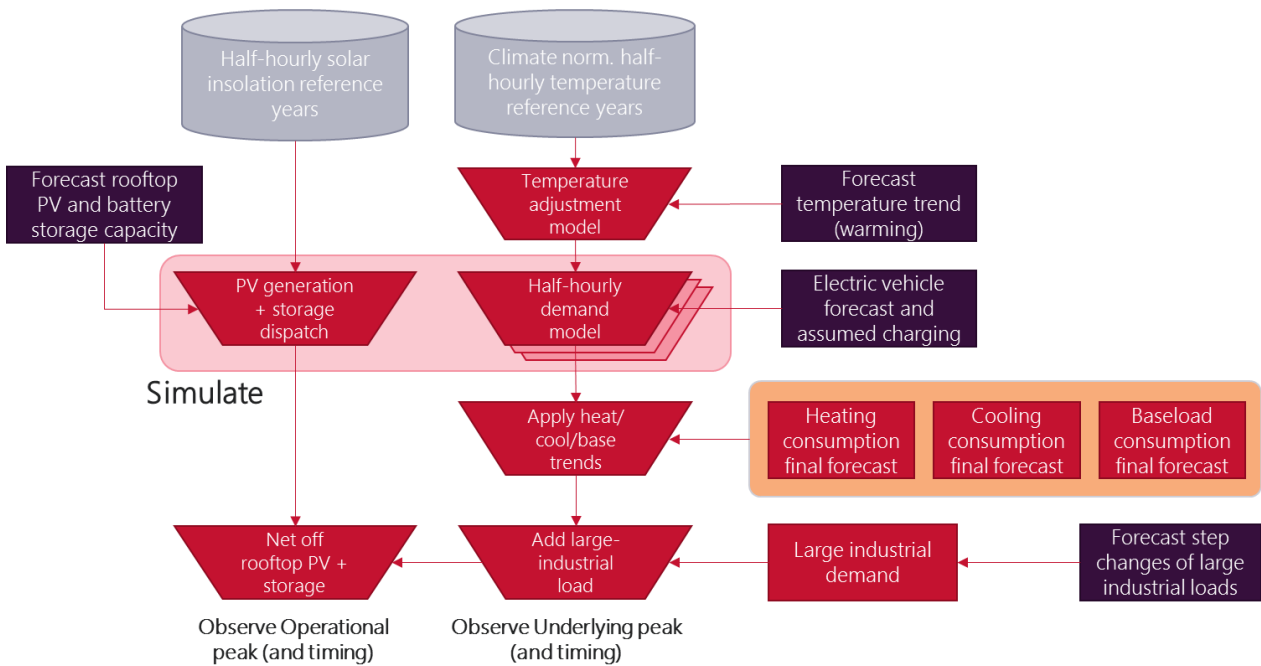 Half-hourly solar
insolation reference
years
Climate norm. half-
hourly temperature
reference years
Forecast rooftop
PV and battery
storage capacity
Temperature
adjustment
model
Forecast
temperature trend
(warming)
PV generation
+ storage
dispatch
Half-hourly
demand
model
Electric vehicle
forecast and
assumed charging
Simulate
Apply heat/
cool/base
trends
Heating
consumption
final forecast
Cooling
consumption
final forecast
Baseload
consumption
final forecast
Net off
rooftop PV +
storage
Add large-
industrial
load
Large industrial
demand
Forecast step
changes of large
industrial loads
Observe Operational
peak (and timing)
Observe Underlying peak
(and timing)